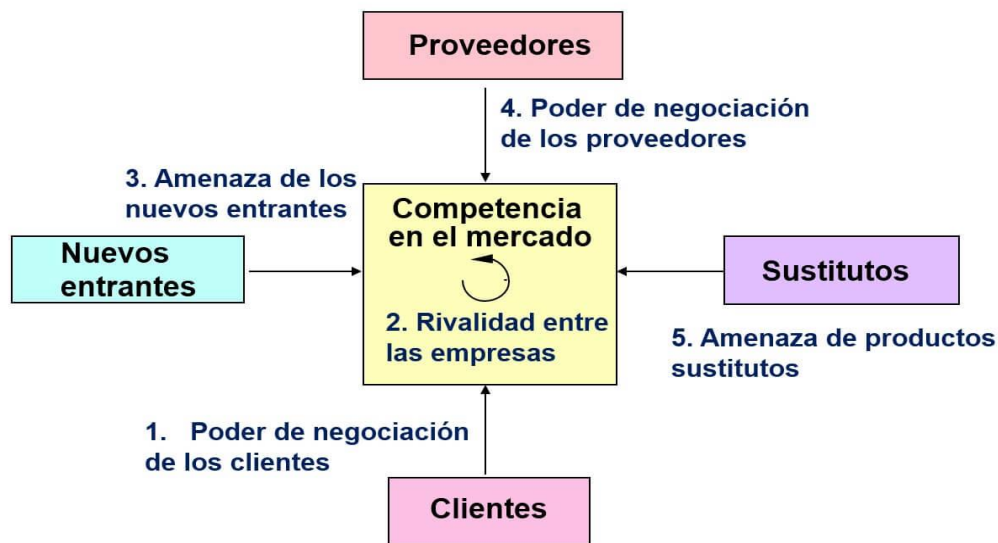 Proveedores
4. Poder de negociación
de los proveedores
3. Amenaza de los
nuevos entrantes
Competencia
en el mercado
Nuevos
entrantes
Sustitutos
2. Rivalidad entre
las empresas
5. Amenaza de productos
sustitutos
1. Poder de negociación
de los clientes
Clientes